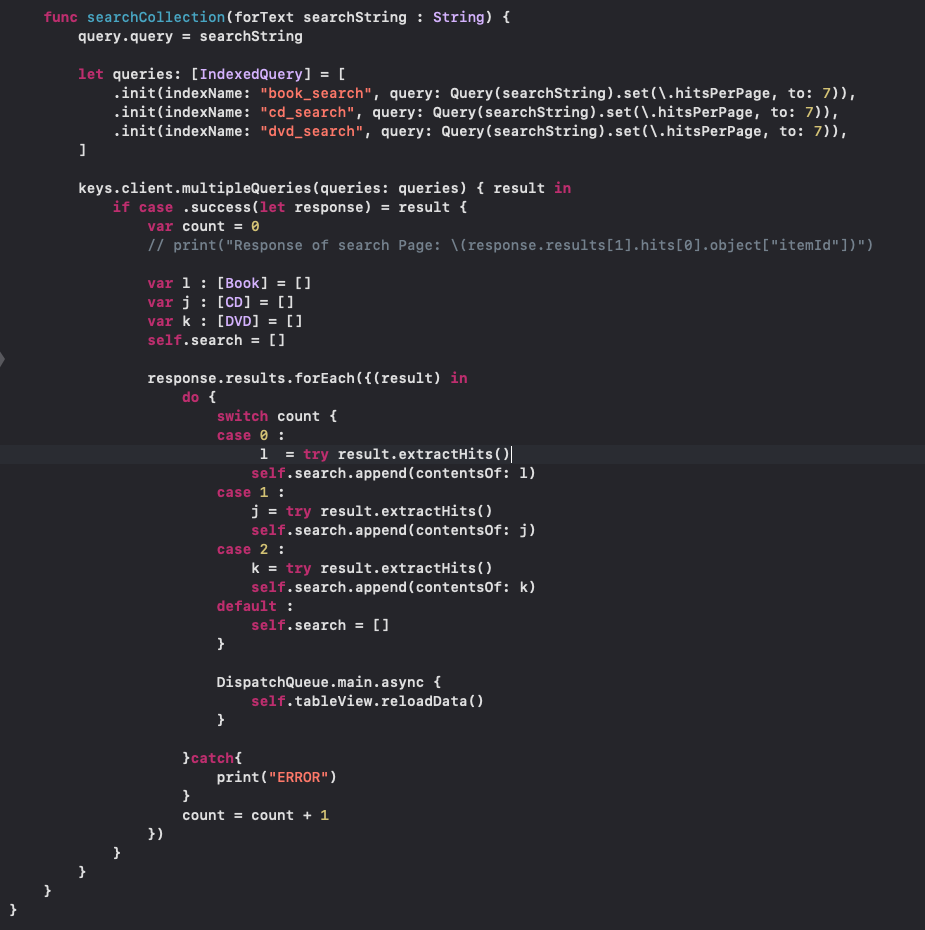 func searchCollection(forText searchString : String) {
query.query = searchString
let queries: [IndexedQuery] = [
.init(indexName: "book_search", query: Query(searchString).set(\.hitsPerPage, to: 7)),
.init(indexName: "cd_search", query: Query(searchString).set(\.hitsPerPage, to: 7)),
.init(indexName: "dvd_search", query: Query(searchString).set(\.hitsPerPage, to: 7)),
]
keys.client.multipleQueries(queries: queries) { result in
if case .success(let response) = result {
var count = 0
// print("Response of search Page: \(response.results[1].hits[0].object["itemId"])")
var l : [Book] = []
var j : [CD] = []
var k : [DVD] = []
self.search = []
response.results.forEach({(result) in
do {
switch count {
case 0 :
l  = try result.extractHits()
self.search.append(contentsOf: l)
case 1 :
j = try result.extractHits()
self.search.append(contentsOf: j)
case 2 :
k = try result.extractHits()
self.search.append(contentsOf: k)
default :
self.search = []
}
DispatchQueue.main.async {
self.tableView.reloadData()
}
}catch{
print("ERROR")
}
count = count + 1
})
}
}
}
}